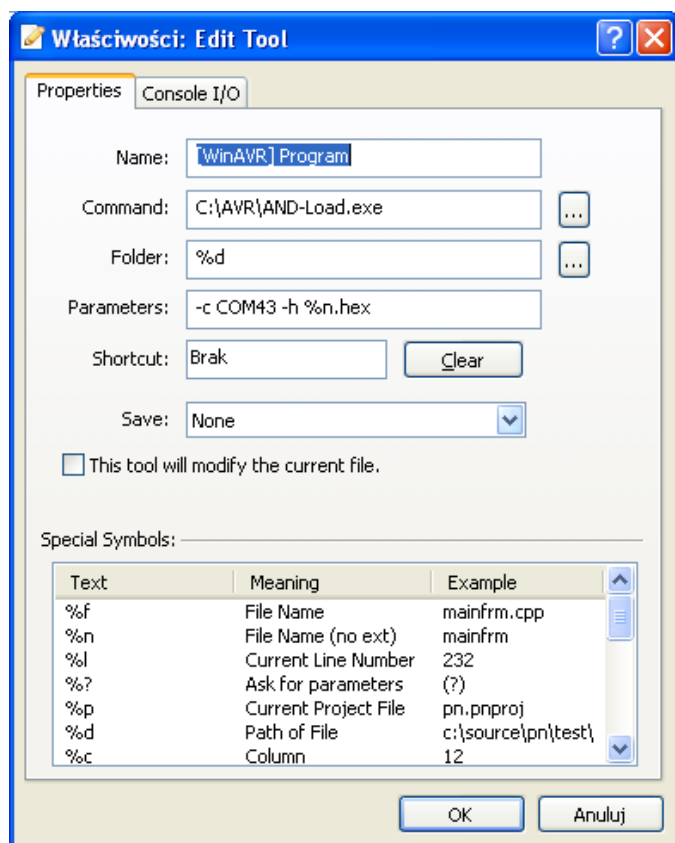 Właściwości: Edit Tool
Properties
Console I/O
Name: [WinAVR] Program
Command: C:\AVR\AND-Load.exe ...
Folder: %d ...
Parameters: -c COM43 -h %n.hex
Shortcut: Brak Clear
Save: None
This tool will modify the current file.
Special Symbols:
Text Meaning Example
%f File Name mainfrm.cpp
%n File Name (no ext) mainfrm
%l Current Line Number 232
%? Ask for parameters (?)
%p Current Project File pn.pnproj
%d Path of File c:\source\pn\test\
%c Column 12
OK Anuluj